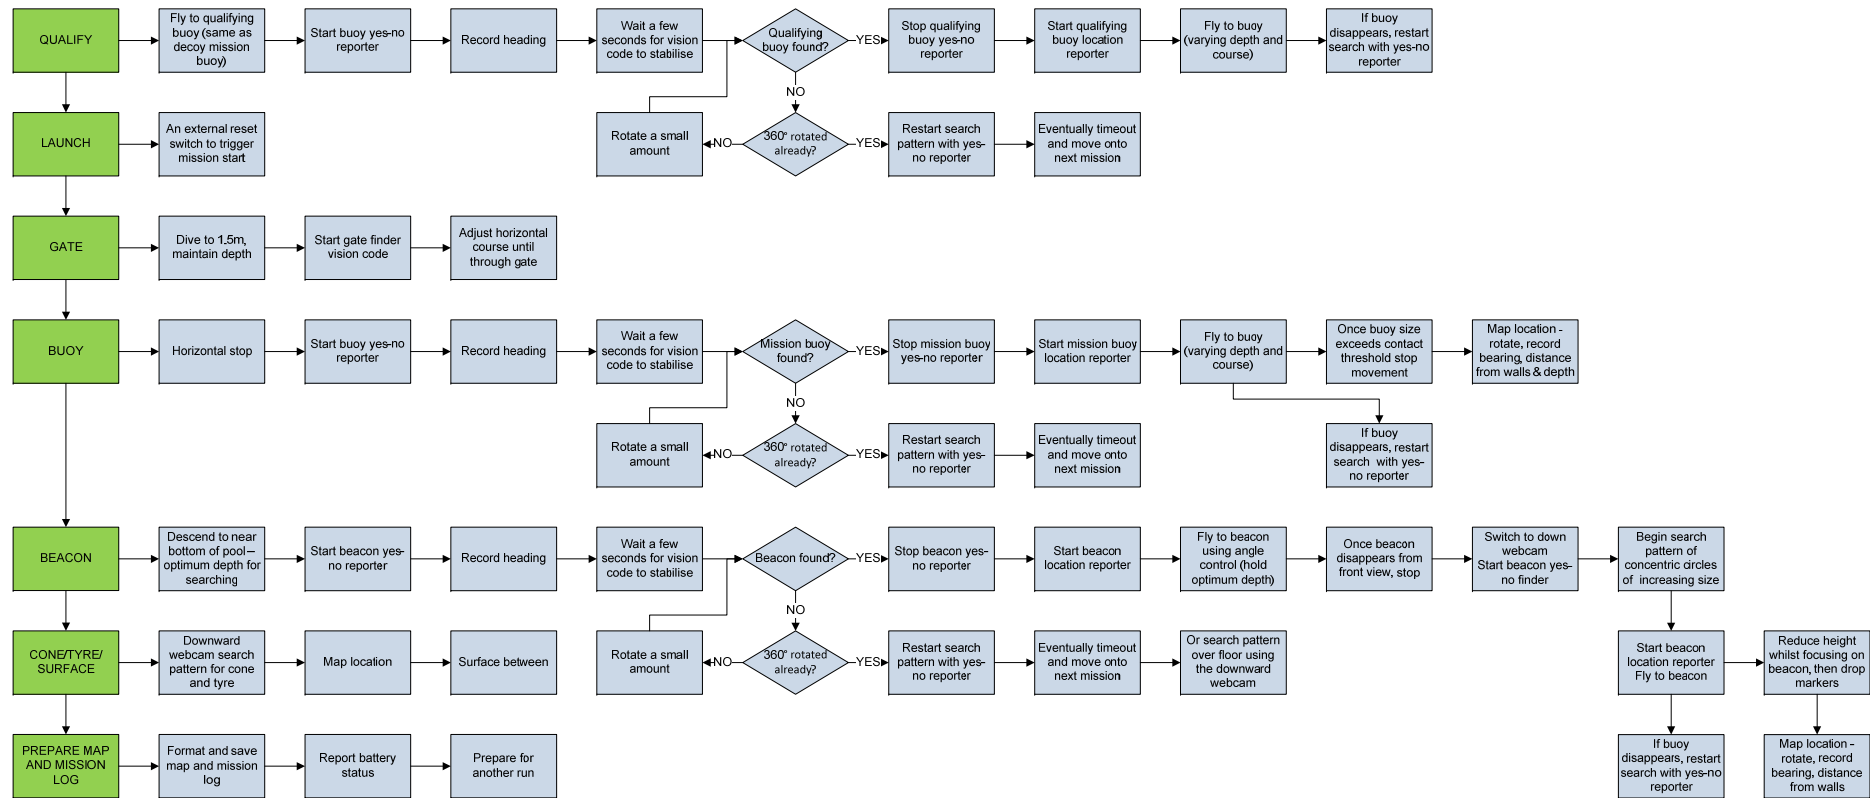 QUALIFY
Fly to qualifying
buoy (same as
decoy mission
buoy)
Start buoy yes-no
reporter
Record heading
Wait a few
seconds for vision
code to stabilise
Qualifying
buoy found?
YES
Stop qualifying
buoy yes-no
reporter
Start qualifying
buoy location
reporter
Fly to buoy
(varying depth and
course)
If buoy
disappears, restart
search with yes-no
reporter
NO
LAUNCH
An external reset
switch to trigger
mission start
Rotate a small
amount
NO
360° rotated
already?
YES
Restart search
pattern with yes-
no reporter
Eventually timeout
and move onto
next mission
GATE
Dive to 1.5m,
maintain depth
Start gate finder
vision code
Adjust horizontal
course until
through gate
BUOY
Horizontal stop
Start buoy yes-no
reporter
Record heading
Wait a few
seconds for vision
code to stabilise
Mission buoy
found?
YES
Stop mission buoy
yes-no reporter
Start mission buoy
location reporter
Fly to buoy
(varying depth and
course)
Once buoy size
exceeds contact
threshold stop
movement
Map location -
rotate, record
bearing, distance
from walls & depth
NO
Rotate a small
amount
NO
360° rotated
already?
YES
Restart search
pattern with yes-
no reporter
Eventually timeout
and move onto
next mission
If buoy
disappears, restart
search with yes-
no reporter
BEACON
Descend to near
bottom of pool –
optimum depth for
searching
Start beacon yes-
no reporter
Record heading
Wait a few
seconds for vision
code to stabilise
Beacon found?
YES
Stop beacon yes-
no reporter
Start beacon
location reporter
Fly to beacon
using angle
control (hold
optimum depth)
Once beacon
disappears from
front view, stop
Switch to down
webcam
Start beacon yes-
no finder
Begin search
pattern of
concentric circles
of increasing size
NO
CONE/TYRE/
SURFACE
Downward
webcam search
pattern for cone
and tyre
Map location
Surface between
Rotate a small
amount
NO
360° rotated
already?
YES
Restart search
pattern with yes-
no reporter
Eventually timeout
and move onto
next mission
Or search pattern
over floor using
the downward
webcam
Start beacon
location reporter
Fly to beacon
Reduce height
whilst focusing on
beacon, then drop
markers
PREPARE MAP
AND MISSION
LOG
Format and save
map and mission
log
Report battery
status
Prepare for
another run
If buoy
disappears, restart
search with yes-no
reporter
Map location -
rotate, record
bearing, distance
from walls